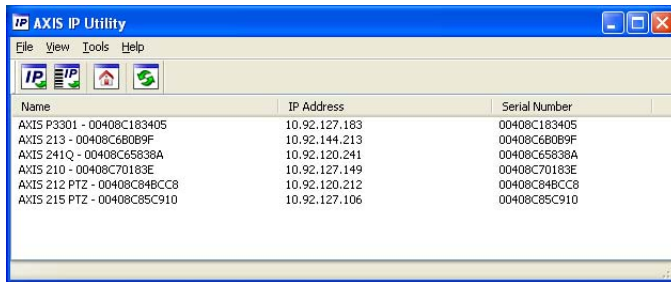 IP AXIS IP Utility
File View Tools Help
IP IP
Name IP Address Serial Number
AXIS P3301 - 00408C183405 10.92.127.183 00408C183405
AXIS 213 - 00408C6B0B9F 10.92.144.213 00408C6B0B9F
AXIS 241Q - 00408C65838A 10.92.120.241 00408C65838A
AXIS 210 - 00408C70183E 10.92.127.149 00408C70183E
AXIS 212 PTZ - 00408C84BCC8 10.92.120.212 00408C84BCC8
AXIS 215 PTZ - 00408C85C910 10.92.127.106 00408C85C910